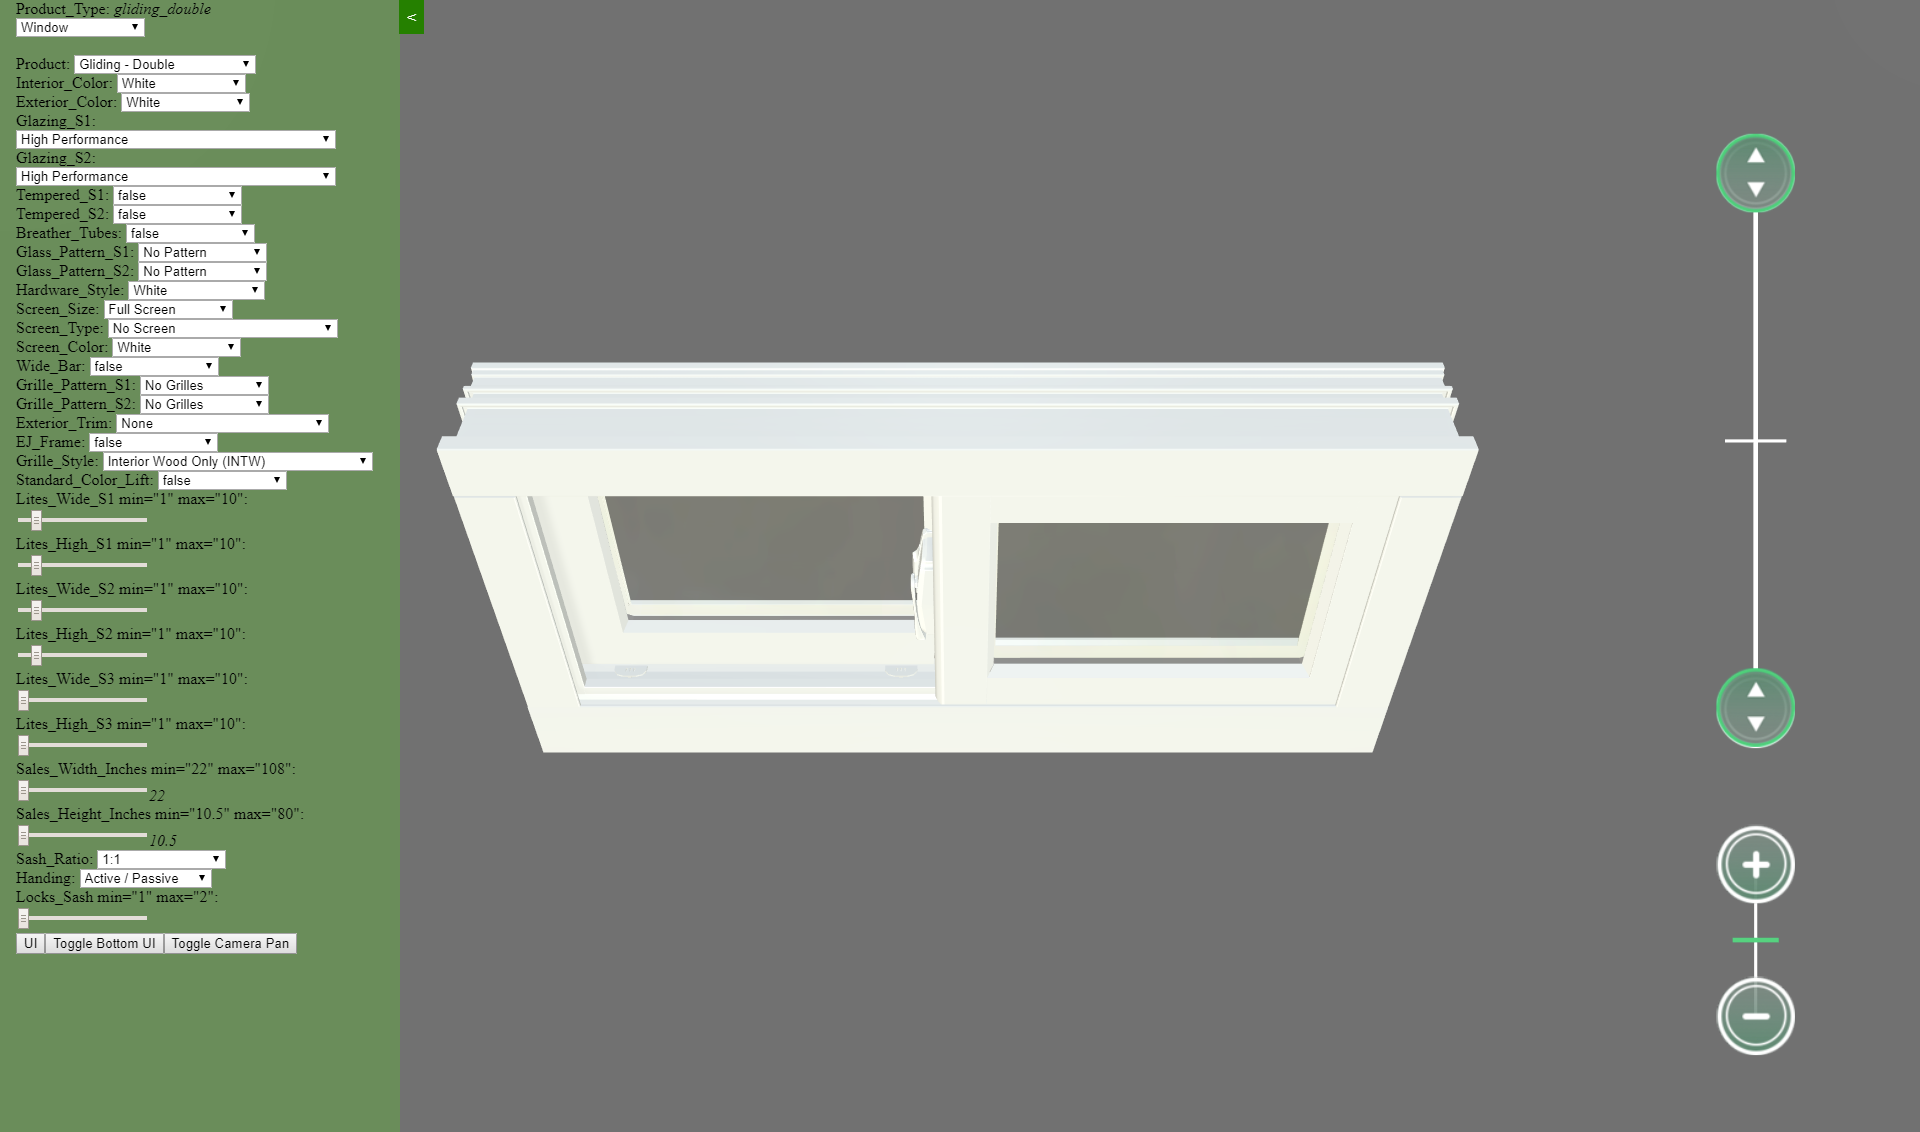 Product_Type: gliding_double
Window
<
Product: Gliding - Double
Interior_Color: White
Exterior_Color: White
Glazing_S1:
High Performance
Glazing_S2:
High Performance
Tempered_S1: false
Tempered_S2: false
Breather_Tubes: false
Glass_Pattern_S1: No Pattern
Glass_Pattern_S2: No Pattern
Hardware_Style: White
Screen_Size: Full Screen
Screen_Type: No Screen
Screen_Color: White
Wide_Bar: false
Grille_Pattern_S1: No Grilles
Grille_Pattern_S2: No Grilles
Exterior_Trim: None
EJ_Frame: false
Grille_Style: Interior Wood Only (INTW)
Standard_Color_Lift: false
Lites_Wide_S1 min="1" max="10":
Lites_High_S1 min="1" max="10":
Lites_Wide_S2 min="1" max="10":
Lites_High_S2 min="1" max="10":
Lites_Wide_S3 min="1" max="10":
Lites_High_S3 min="1" max="10":
Sales_Width_Inches min="22" max="108":
22
Sales_Height_Inches min="10.5" max="80":
10.5
Sash_Ratio: 1:1
Handing: Active / Passive
Locks_Sash min="1" max="2":
UI Toggle Bottom UI Toggle Camera Pan